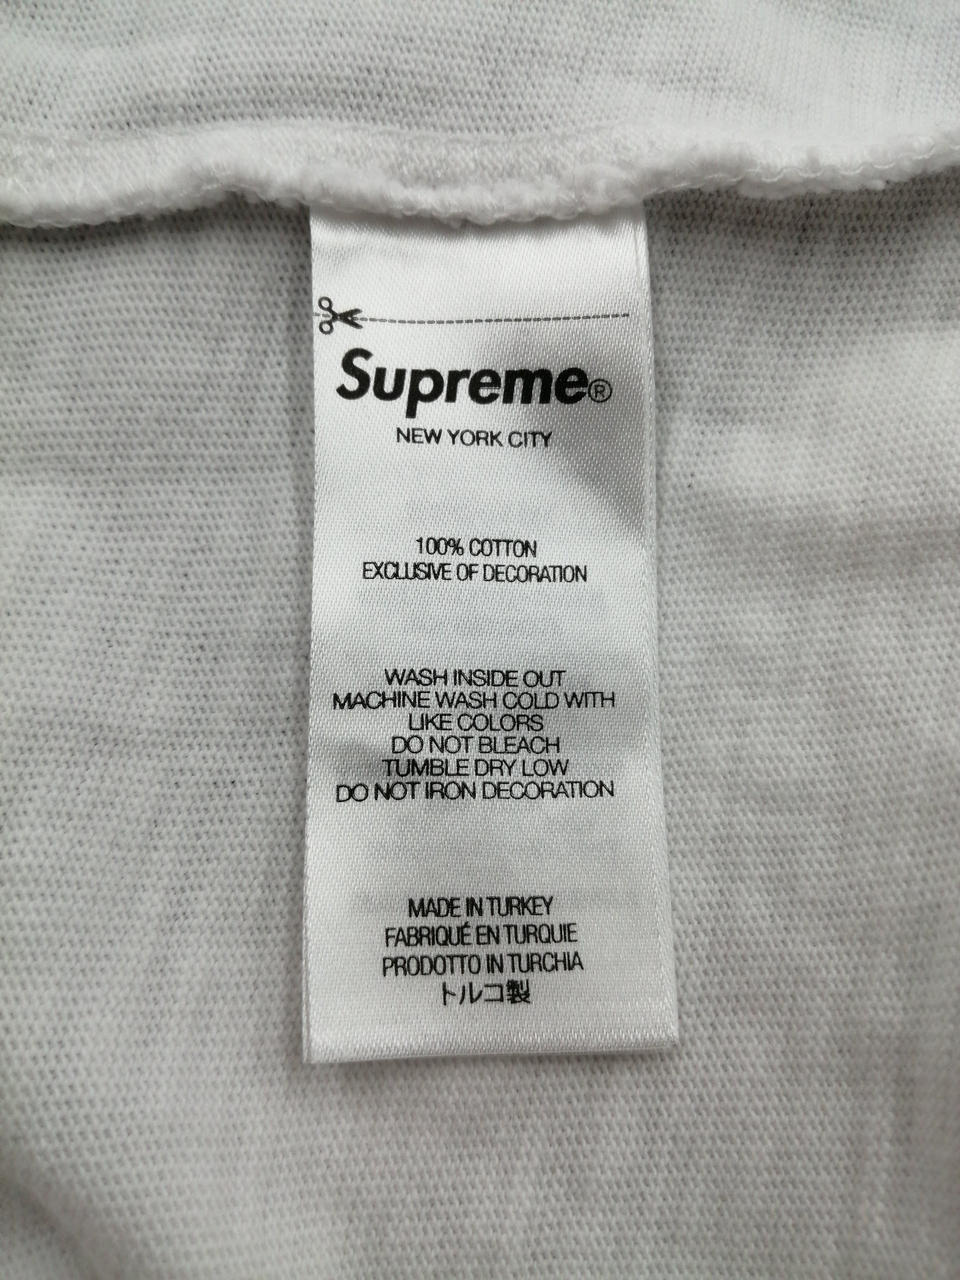 Supreme®
NEW YORK CITY
100% COTTON
EXCLUSIVE OF DECORATION
WASH INSIDE OUT
MACHINE WASH COLD WITH
LIKE COLORS
DO NOT BLEACH
TUMBLE DRY LOW
DO NOT IRON DECORATION
MADE IN TURKEY
FABRIQUÉ EN TURQUIE
PRODOTTO IN TURCHIA
トルコ製